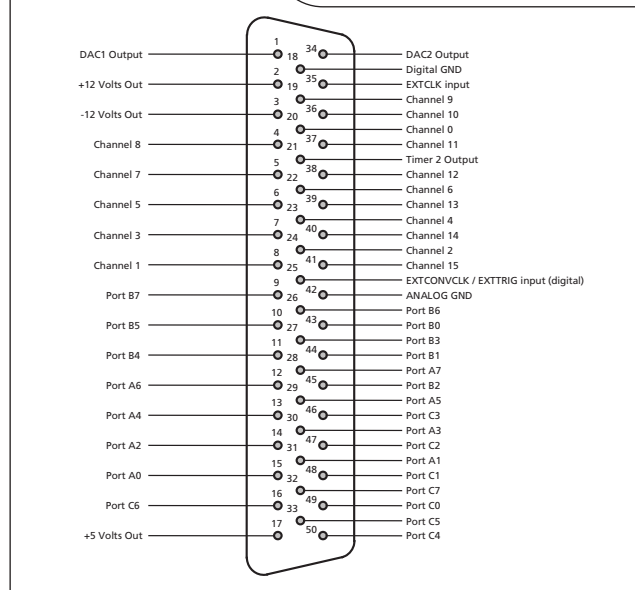 DAC1 Output 1 34 DAC2 Output
18 Digital GND
+12 Volts Out 2 35 EXTCLK input
19 Channel 9
-12 Volts Out 3 36 Channel 10
20 Channel 0
Channel 8 4 37 Channel 11
21 Timer 2 Output
Channel 7 5 38 Channel 12
22 Channel 6
Channel 5 6 39 Channel 13
23 Channel 4
Channel 3 7 40 Channel 14
24 Channel 2
Channel 1 8 41 Channel 15
25 EXTCONVCLK / EXTTRIG input (digital)
Port B7 9 42 ANALOG GND
26 Port B6
Port B5 10 43 Port B0
27 Port B3
Port B4 11 44 Port B1
28 Port A7
Port A6 12 45 Port B2
29 Port A5
Port A4 13 46 Port C3
30 Port A3
Port A2 14 47 Port C2
31 Port A1
Port A0 15 48 Port C1
32 Port C7
Port C6 16 49 Port C0
33 Port C5
+5 Volts Out 17 50 Port C4